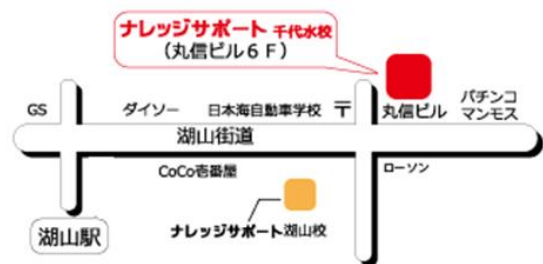 ナレッジサポート 千代水校
(丸信ビル6F)
GS
ダイソー
日本海自動車学校
〒
丸信ビル
パチンコ
マンモス
湖山街道
CoCo壱番屋
ローソン
湖山駅
ナレッジサポート 湖山校